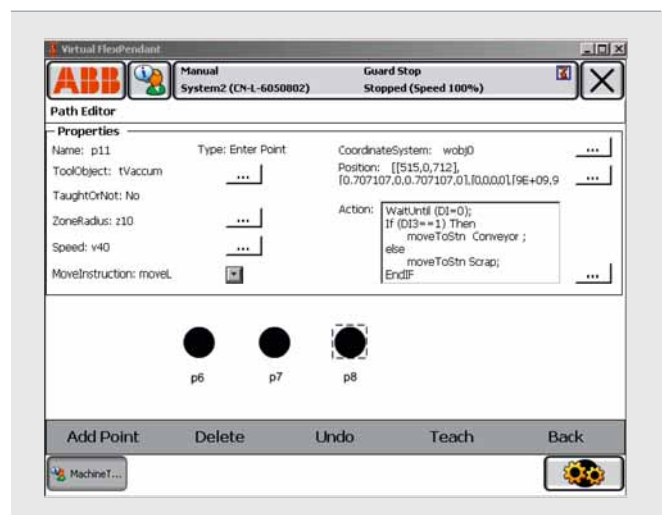 Virtual FlexPendant
ABB
Manual
System2 (CN-L-6050802)
Guard Stop
Stopped (Speed 100%)
Path Editor
Properties
Name: p11
Type: Enter Point
CoordinateSystem: wobj0
...
ToolObject: tVaccum
...
Position: [[515,0,712],
[0.707107,0,0.707107,0],[0,0,0,0],[9E+09,9
...
TaughtOrNot: No
ZoneRadius: z10
...
Speed: v40
...
MoveInstruction: moveL
Action:
WaitUntil (DI=0);
If (DI3==1) Then
moveToStn Conveyor ;
else
moveToStn Scrap;
EndIF
...
p6
p7
p8
Add Point
Delete
Undo
Teach
Back
MachineT...